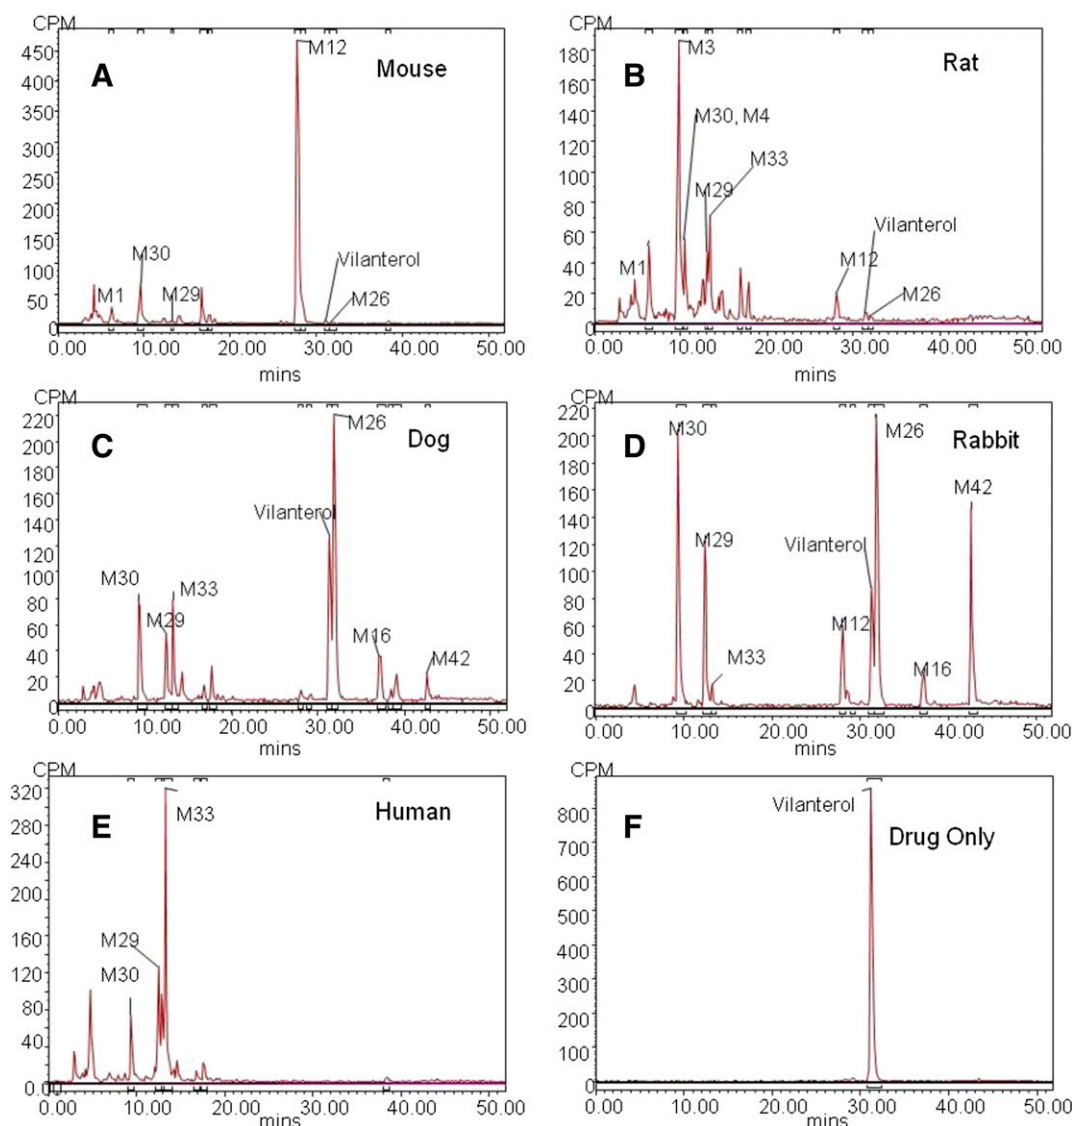 CPM
A
Mouse
450
400
350
300
250
200
150
100
50
0
M12
M30
M1
M29
Vilanterol
M26
0.00 10.00 20.00 30.00 40.00 50.00
mins
CPM
B
Rat
180
160
140
120
100
80
60
40
20
0
M3
M30, M4
M33
M29
M1
Vilanterol
M12
M26
0.00 10.00 20.00 30.00 40.00 50.00
mins
CPM
C
Dog
220
200
180
160
140
120
100
80
60
40
20
0
M26
Vilanterol
M30
M33
M29
M16
M42
0.00 10.00 20.00 30.00 40.00 50.00
mins
CPM
D
Rabbit
220
200
180
160
140
120
100
80
60
40
20
0
M30
M26
M42
M29
Vilanterol
M12
M33
M16
0.00 10.00 20.00 30.00 40.00 50.00
mins
CPM
E
Human
320
280
240
200
160
120
80
40
0.0
M33
M29
M30
0.00 10.00 20.00 30.00 40.00 50.00
mins
CPM
F
Drug Only
800
700
600
500
400
300
200
100
0
Vilanterol
0.00 10.00 20.00 30.00 40.00 50.00
mins